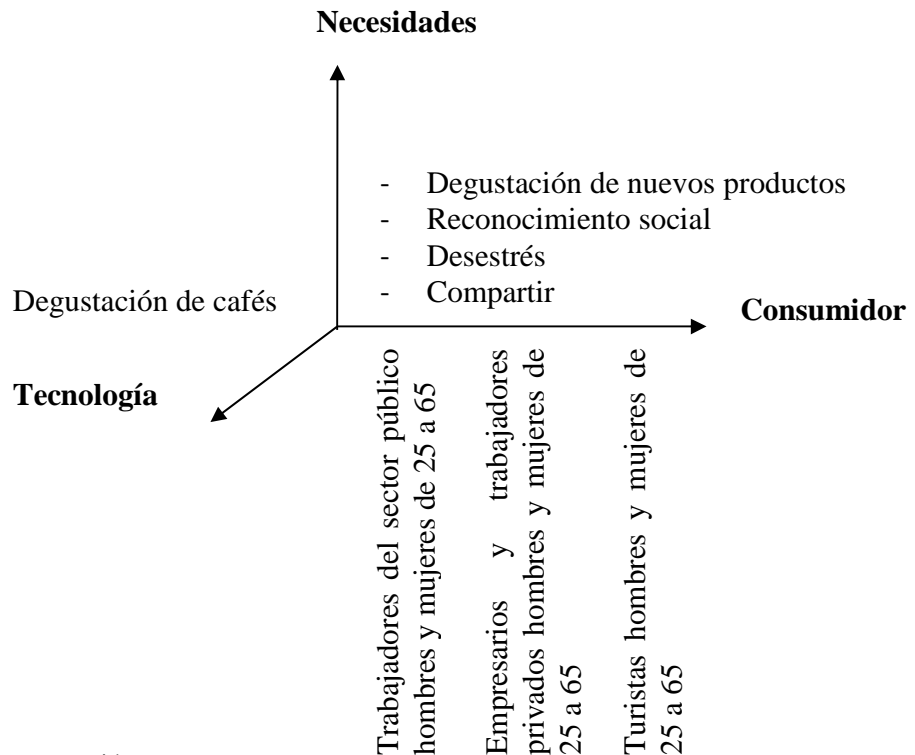 Necesidades
- Degustación de nuevos productos
- Reconocimiento social
- Desestrés
- Compartir
Degustación de cafés
Consumidor
Tecnología
Trabajadores del sector público
hombres y mujeres de 25 a 65
Empresarios y trabajadores
privados hombres y mujeres de
25 a 65
Turistas hombres y mujeres de
25 a 65